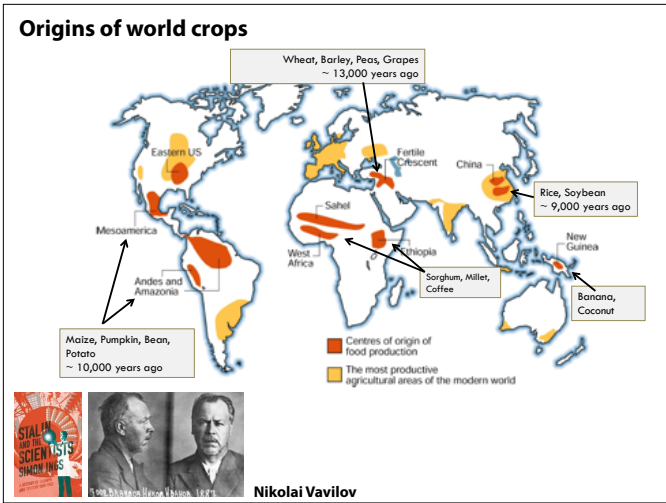 Origins of world crops
Wheat, Barley, Peas, Grapes
~ 13,000 years ago
Eastern US
Fertile
Crescent
China
Rice, Soybean
~ 9,000 years ago
Sahel
Mesoamerica
West
Africa
Ethiopia
New
Guinea
Andes and
Amazonia
Sorghum, Millet,
Coffee
Banana,
Coconut
Maize, Pumpkin, Bean,
Potato
~ 10,000 years ago
Centres of origin of
food production
The most productive
agricultural areas of the modern world
STALIN
AND THE
SCIENTISTS
SIMON INGS
Nikolai Vavilov